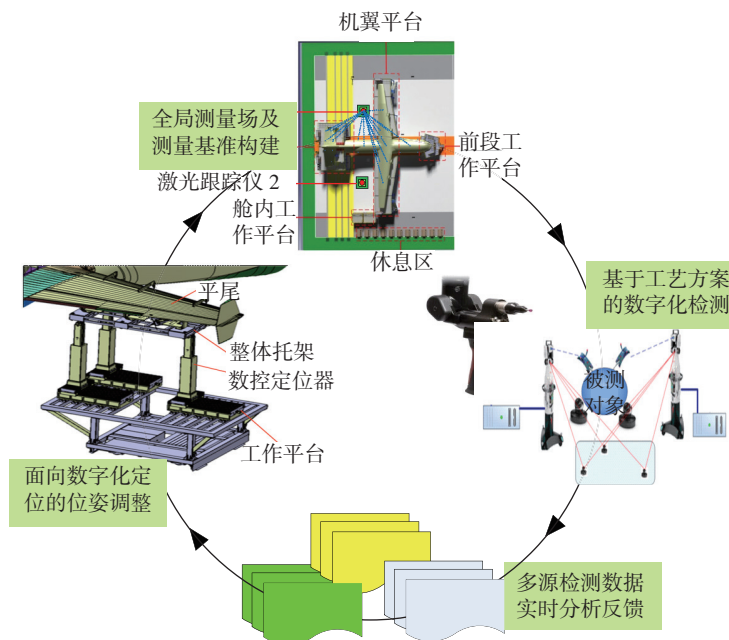 机翼平台
全局测量场及
测量基准构建
前段工
作平台
激光跟踪仪 2
舱内工
作平台
休息区
基于工艺方案
的数字化检测
平尾
整体托架
数控定位器
被测
对象
工作平台
面向数字化定
位的位姿调整
多源检测数据
实时分析反馈